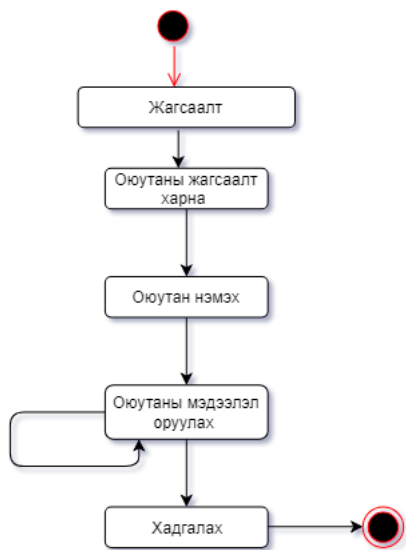 Жагсаалт
Оюутаны жагсаалт
харна
Оюутан нэмэх
Оюутаны мэдээлэл
оруулах
Хадгалах